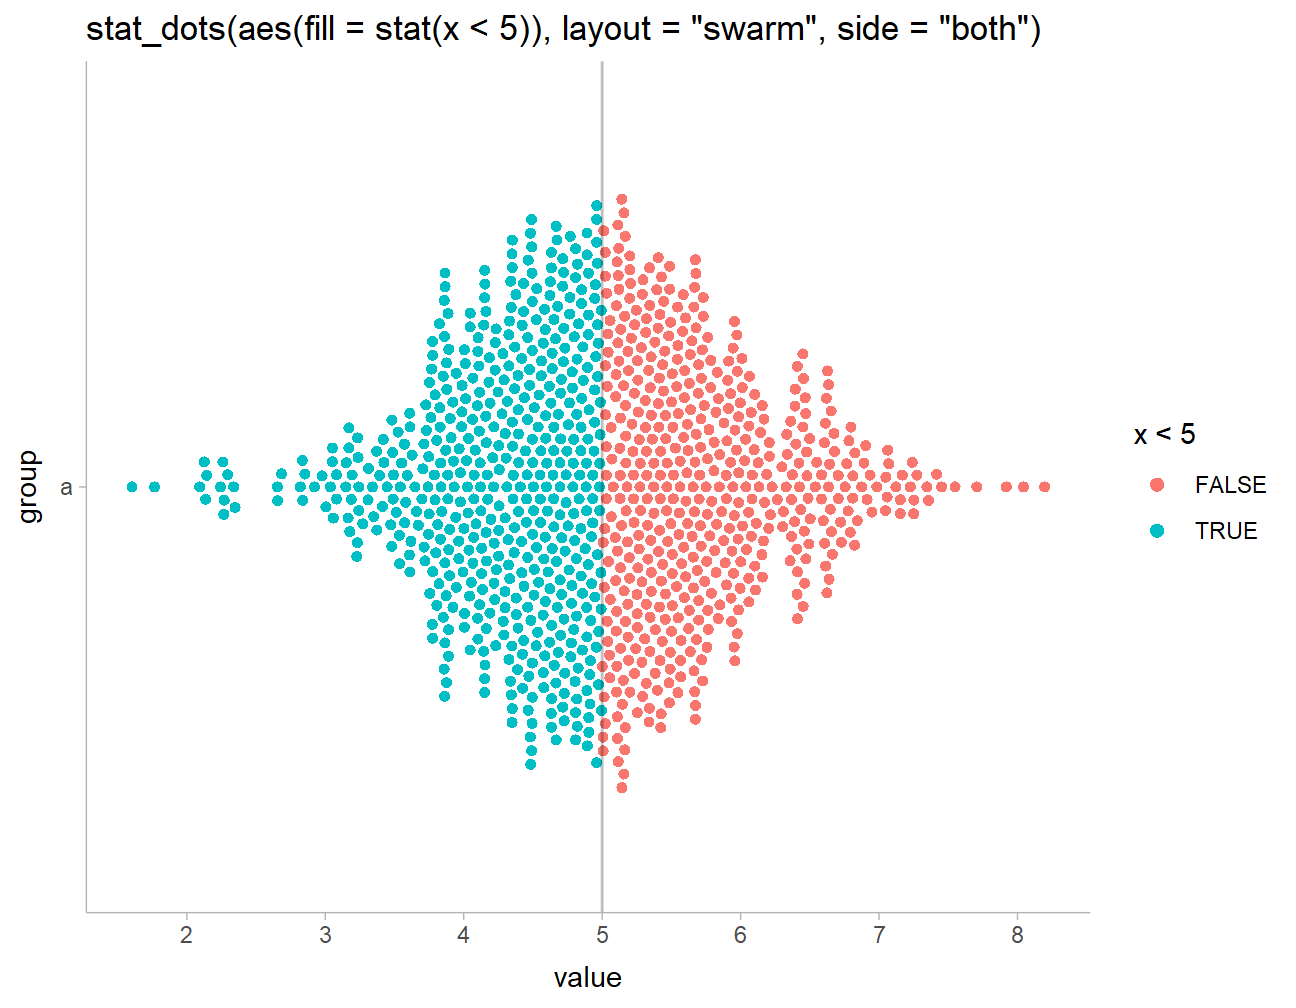 stat_dots(aes(fill = stat(x < 5)), layout = "swarm", side = "both")
group
a
2 3 4 5 6 7 8
value
x < 5
FALSE
TRUE